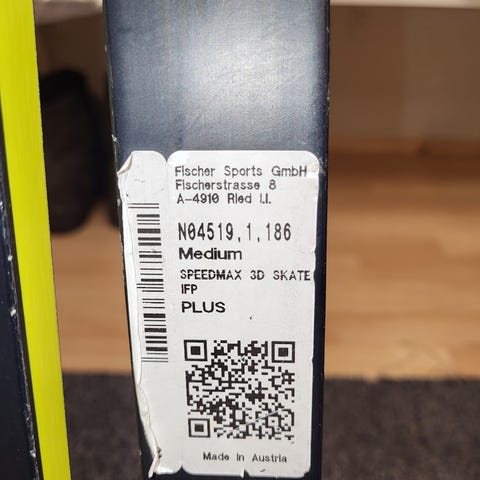 Fischer Sports GmbH
Fischerstrasse 8
A-4910 Ried i.I.
N04519,1,186
Medium
SPEEDMAX 3D SKATE
IFP
PLUS
Made in Austria